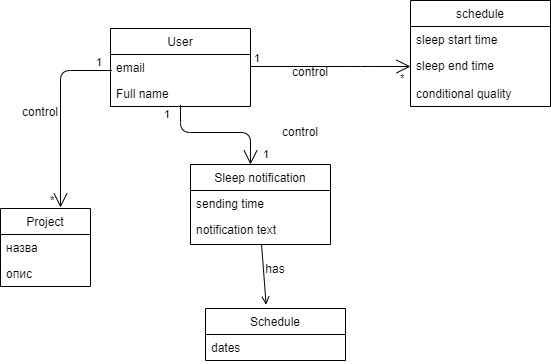 schedule
sleep start time
sleep end time
conditional quality
User
email
Full name
1
control
*
1
control
*
1
control
1
Sleep notification
sending time
notification text
Project
назва
опис
has
Schedule
dates